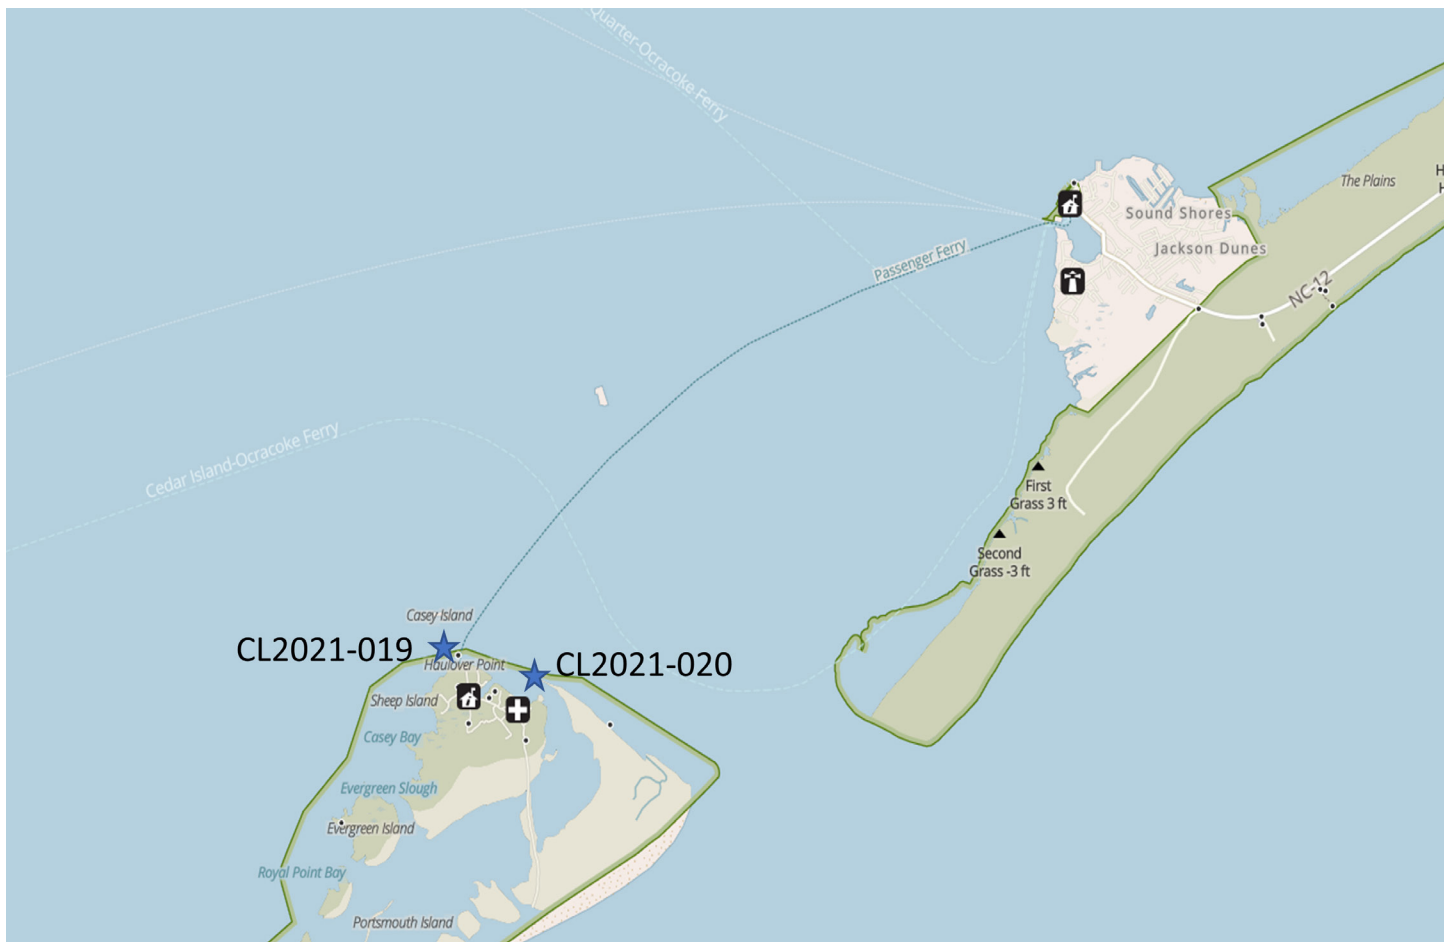 Quarter-Ocracoke Ferry
The Plains
H
H
Sound Shores
Jackson Dunes
Passenger Ferry
NC-12
Cedar Island-Ocracoke Ferry
First
Grass 3 ft
Second
Grass -3 ft
Casey Island
CL2021-019
Haulover Point
CL2021-020
Sheep Island
Casey Bay
Evergreen Slough
Evergreen Island
Royal Point Bay
Portsmouth Island